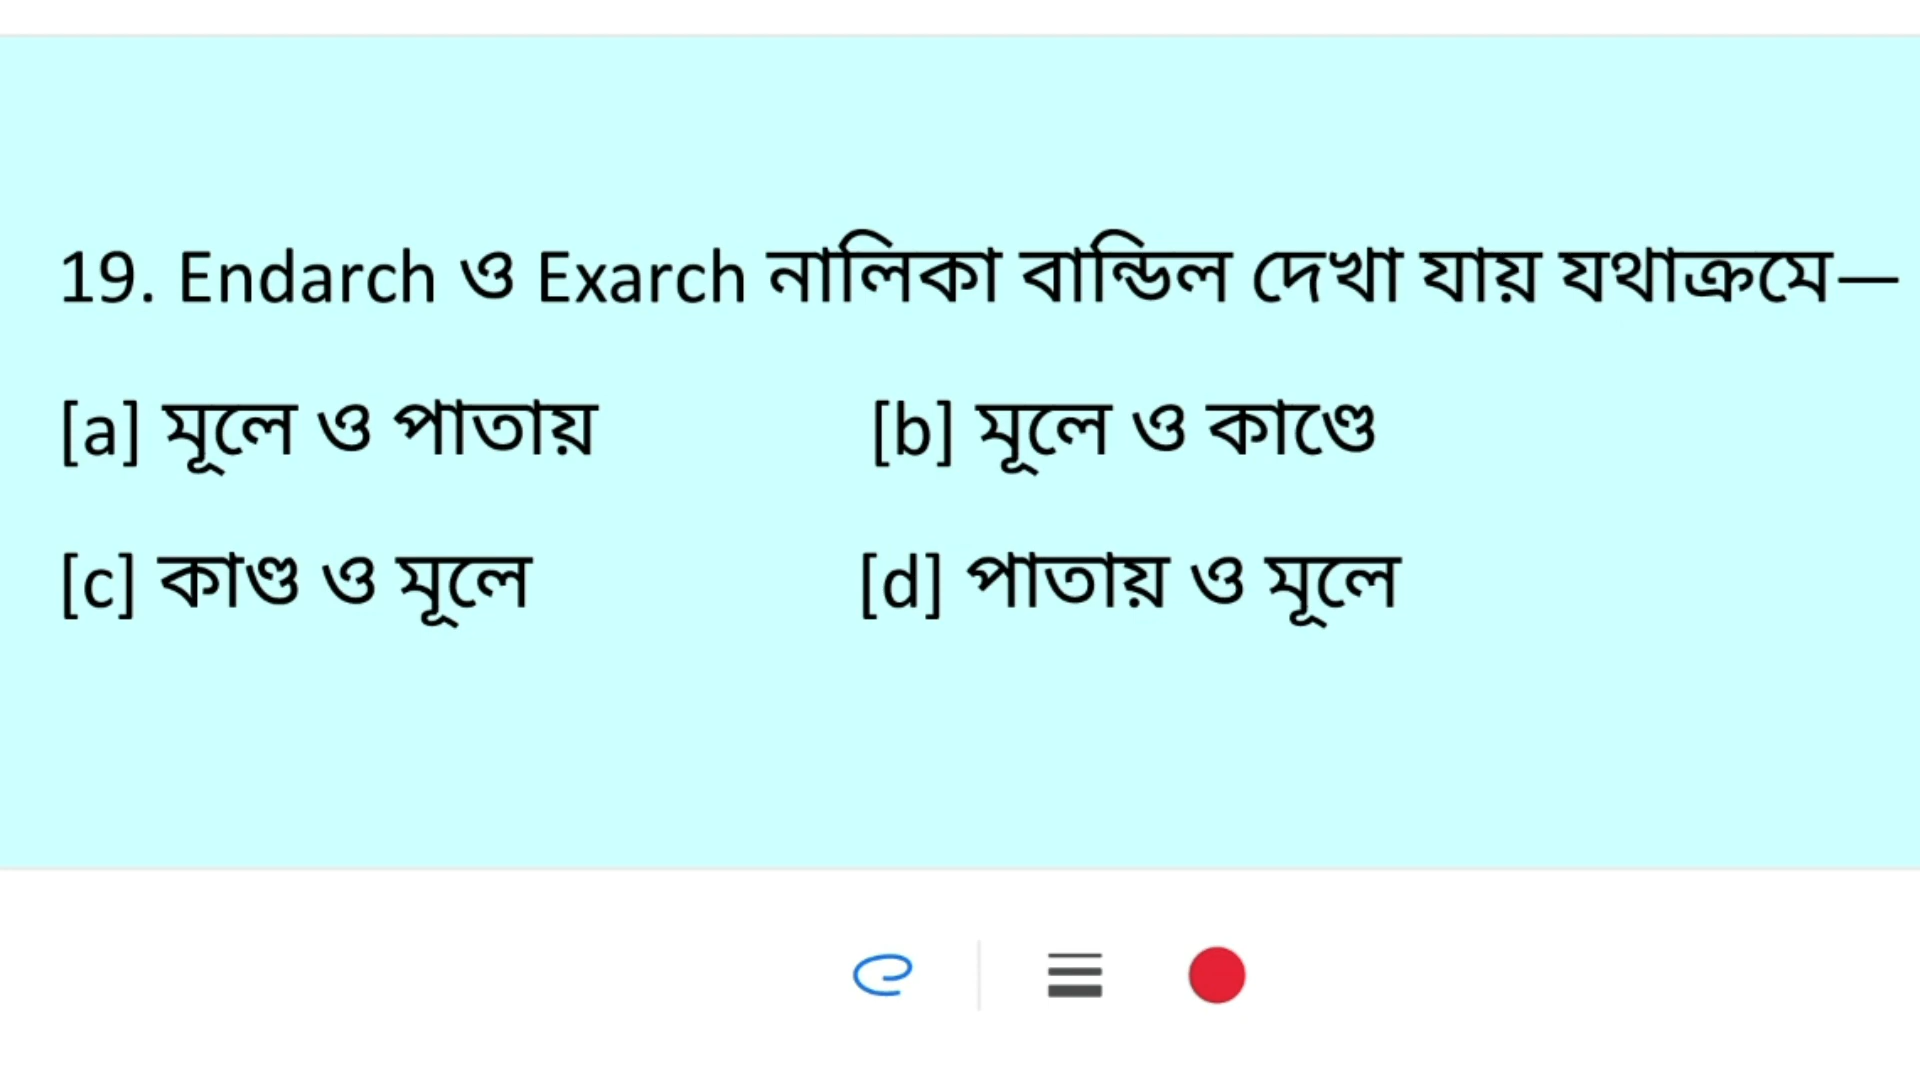 19. Endarch ও Exarch নালিকা বান্ডিল দেখা যায় যথাক্রমে—
[a] মূলে ও পাতায় [b] মূলে ও কাণ্ডে
[c] কাণ্ড ও মূলে [d] পাতায় ও মূলে